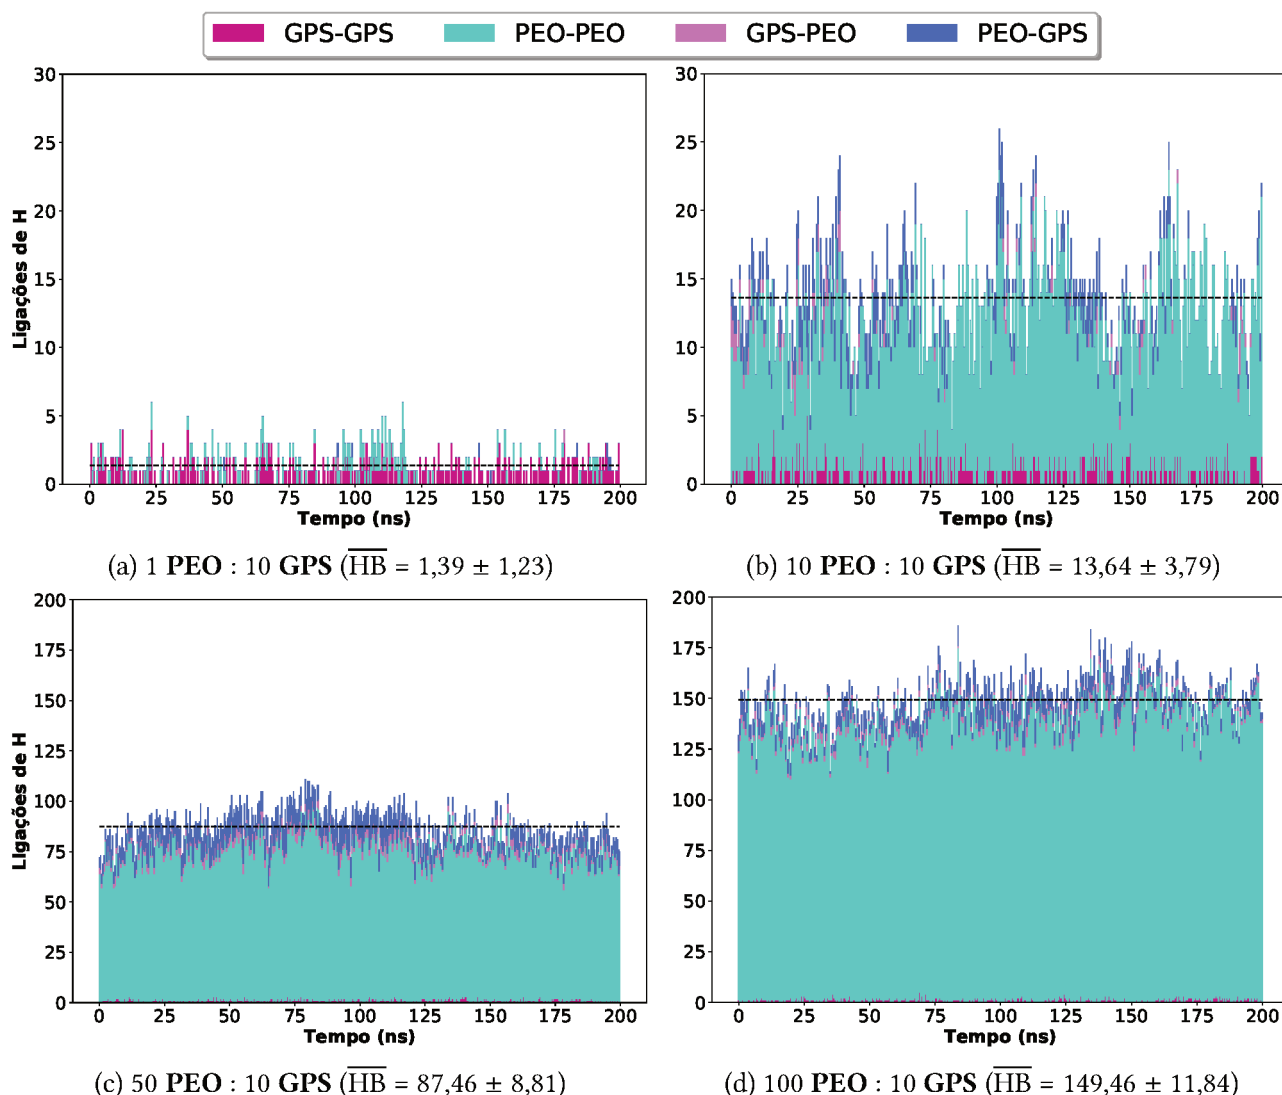 GPS-GPS PEO-PEO GPS-PEO PEO-GPS
30
25
20
15
10
5
0
Ligações de H
0 25 50 75 100 125 150 175 200
Tempo (ns)
(a) 1 PEO : 10 GPS (HB = 1,39 ± 1,23)
30
25
20
15
10
5
0
0 25 50 75 100 125 150 175 200
Tempo (ns)
(b) 10 PEO : 10 GPS (HB = 13,64 ± 3,79)
200
175
150
125
100
75
50
25
0
Ligações de H
0 25 50 75 100 125 150 175 200
Tempo (ns)
(c) 50 PEO : 10 GPS (HB = 87,46 ± 8,81)
200
175
150
125
100
75
50
25
0
0 25 50 75 100 125 150 175 200
Tempo (ns)
(d) 100 PEO : 10 GPS (HB = 149,46 ± 11,84)